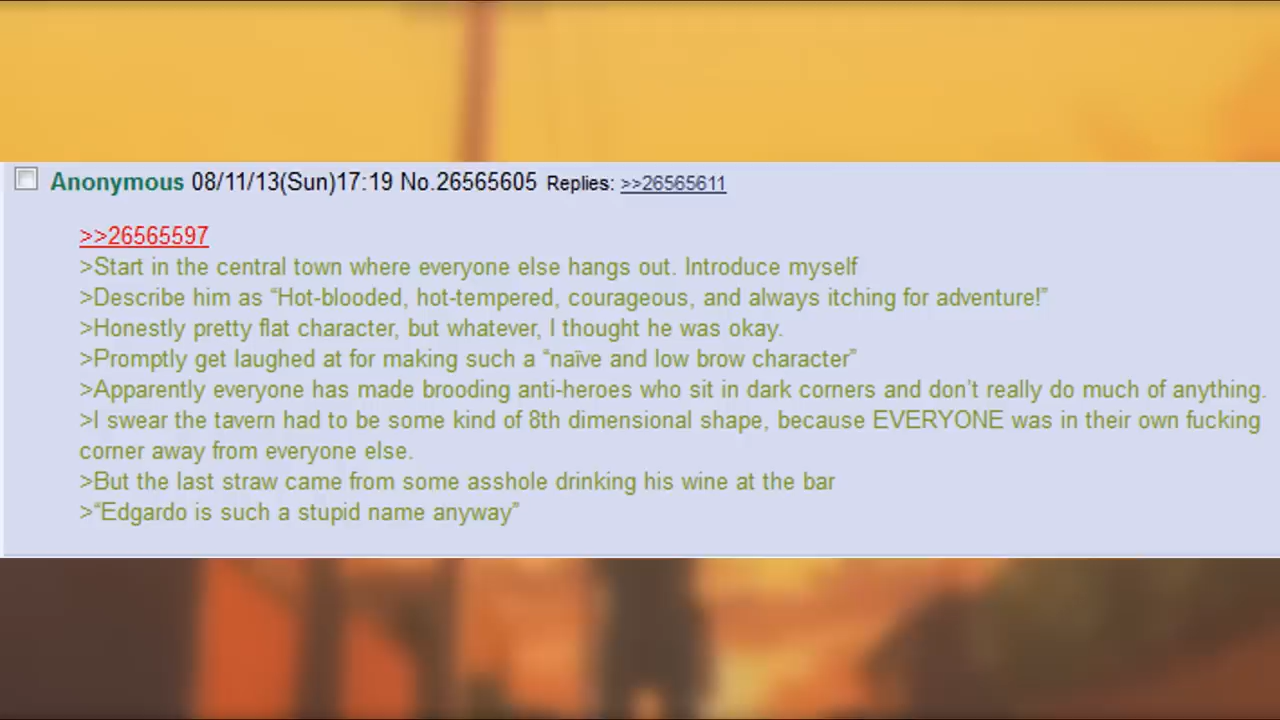 Anonymous 08/11/13(Sun)17:19 No.26565605 Replies: >>26565611
>>26565597
>Start in the central town where everyone else hangs out. Introduce myself
>Describe him as “Hot-blooded, hot-tempered, courageous, and always itching for adventure!”
>Honestly pretty flat character, but whatever, I thought he was okay.
>Promptly get laughed at for making such a “naïve and low brow character”
>Apparently everyone has made brooding anti-heroes who sit in dark corners and don’t really do much of anything.
>I swear the tavern had to be some kind of 8th dimensional shape, because EVERYONE was in their own fucking
corner away from everyone else.
>But the last straw came from some asshole drinking his wine at the bar
>“Edgardo is such a stupid name anyway”